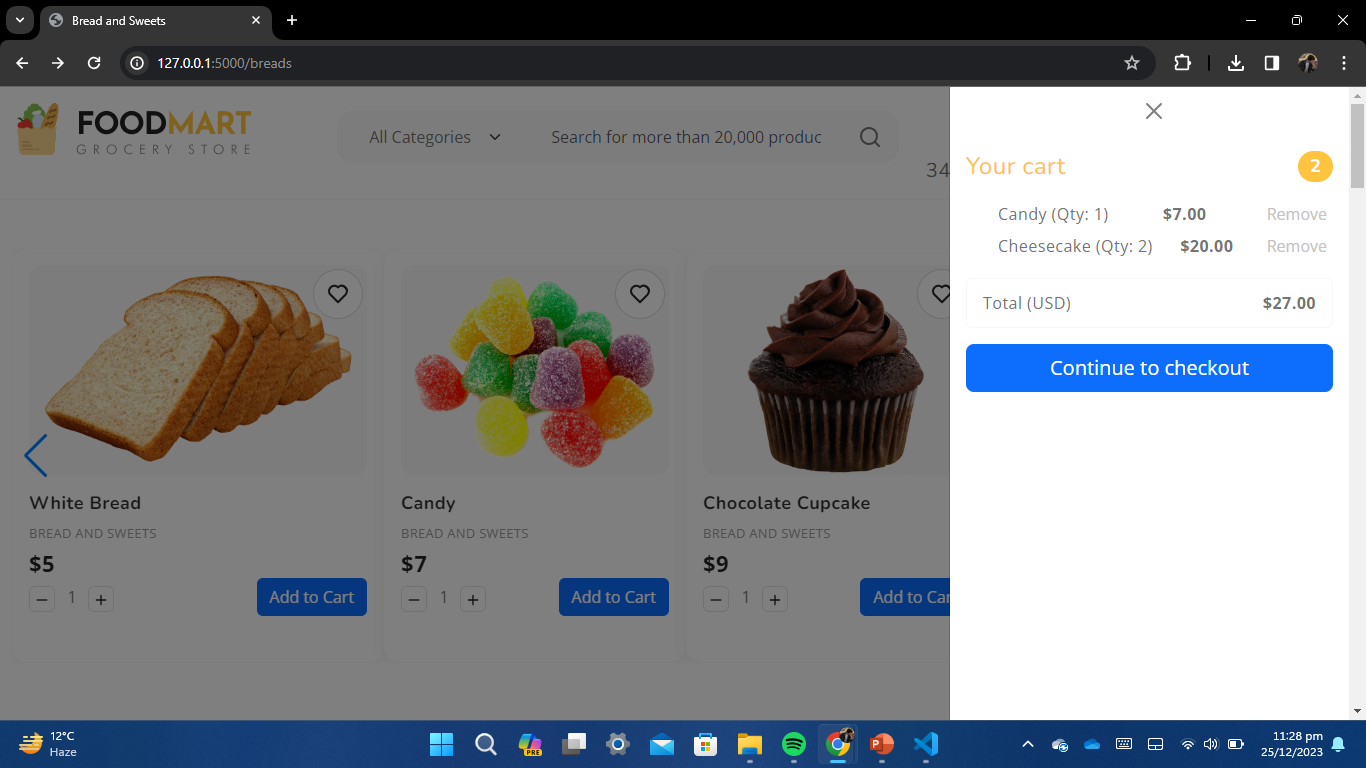 Bread and Sweets
127.0.0.1:5000/breads
FOODMART
GROCERY STORE
All Categories
Search for more than 20,000 produc
34
Your cart
2
Candy (Qty: 1) $7.00 Remove
Cheesecake (Qty: 2) $20.00 Remove
Total (USD) $27.00
Continue to checkout
White Bread
BREAD AND SWEETS
$5
− 1 +
Add to Cart
Candy
BREAD AND SWEETS
$7
− 1 +
Add to Cart
Chocolate Cupcake
BREAD AND SWEETS
$9
− 1 +
Add to Car
12°C
Haze
PRE
11:28 pm
25/12/2023